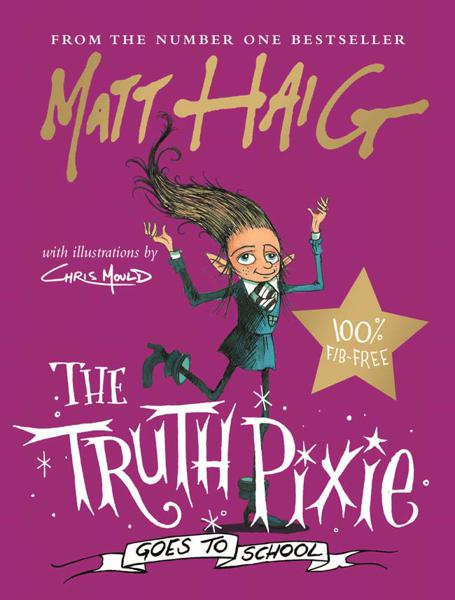 FROM THE NUMBER ONE BESTSELLER
MATT HAIG
with illustrations by
CHRIS MOULD
100%
FIB-FREE
THE
TRUTH PIXIE
GOES TO SCHOOL